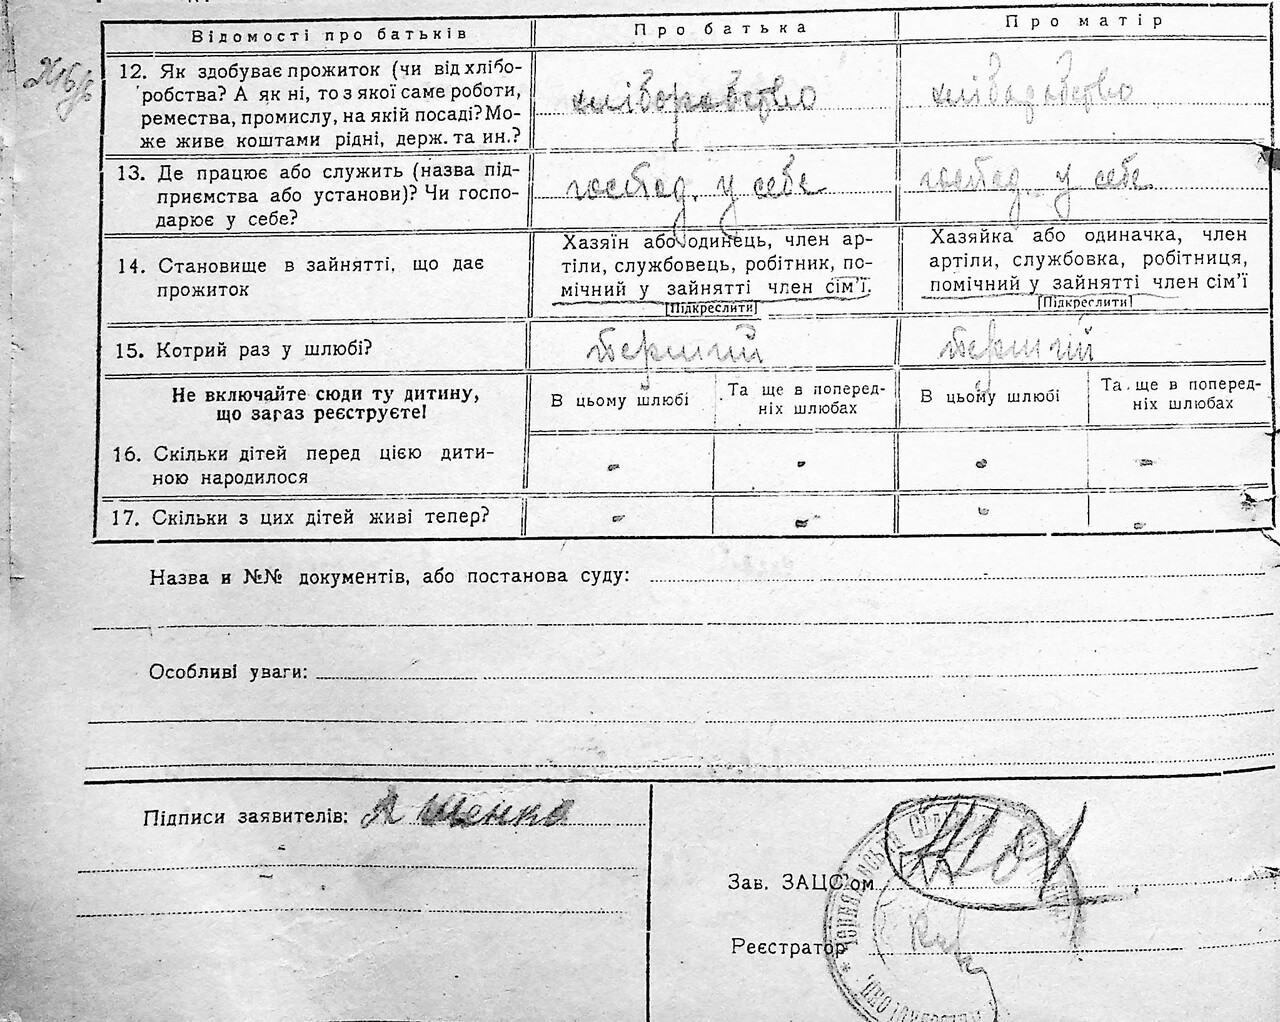 Відомості про батьків
Про батька
Про матір
12. Як здобуває прожиток (чи від хлібо-
робства? А як ні, то з якої саме роботи,
ремества, промислу, на якій посаді? Мо-
же живе коштами рідні, держ. та ин.?
хліборобство
хліборобство
13. Де працює або служить (назва під-
приємства або установи)? Чи госпо-
дарює у себе?
господ. у себе
господ. у себе
14. Становище в зайнятті, що дає
прожиток
Хазяїн або одинець, член ар-
тіли, службовець, робітник, по-
мічний у зайнятті член сім’ї.
[Підкреслити]
Хазяйка або одиначка, член
артіли, службовка, робітниця,
помічний у зайнятті член сім’ї
[Підкреслити]
15. Котрий раз у шлюбі?
Перший
Перший
Не включайте сюди ту дитину,
що загаз реєструєте!
В цьому шлюбі
Та ще в поперед-
ніх шлюбах
В цьому шлюбі
Та ще в поперед-
ніх шлюбах
16. Скільки дітей перед цією дити-
ною народилося
-
-
-
-
17. Скільки з цих дітей живі тепер?
-
-
-
-
Назва и №№ документів, або постанова суду:
Особливі уваги:
Підписи заявителів:
Зав. ЗАЦС’ом
Реєстратор